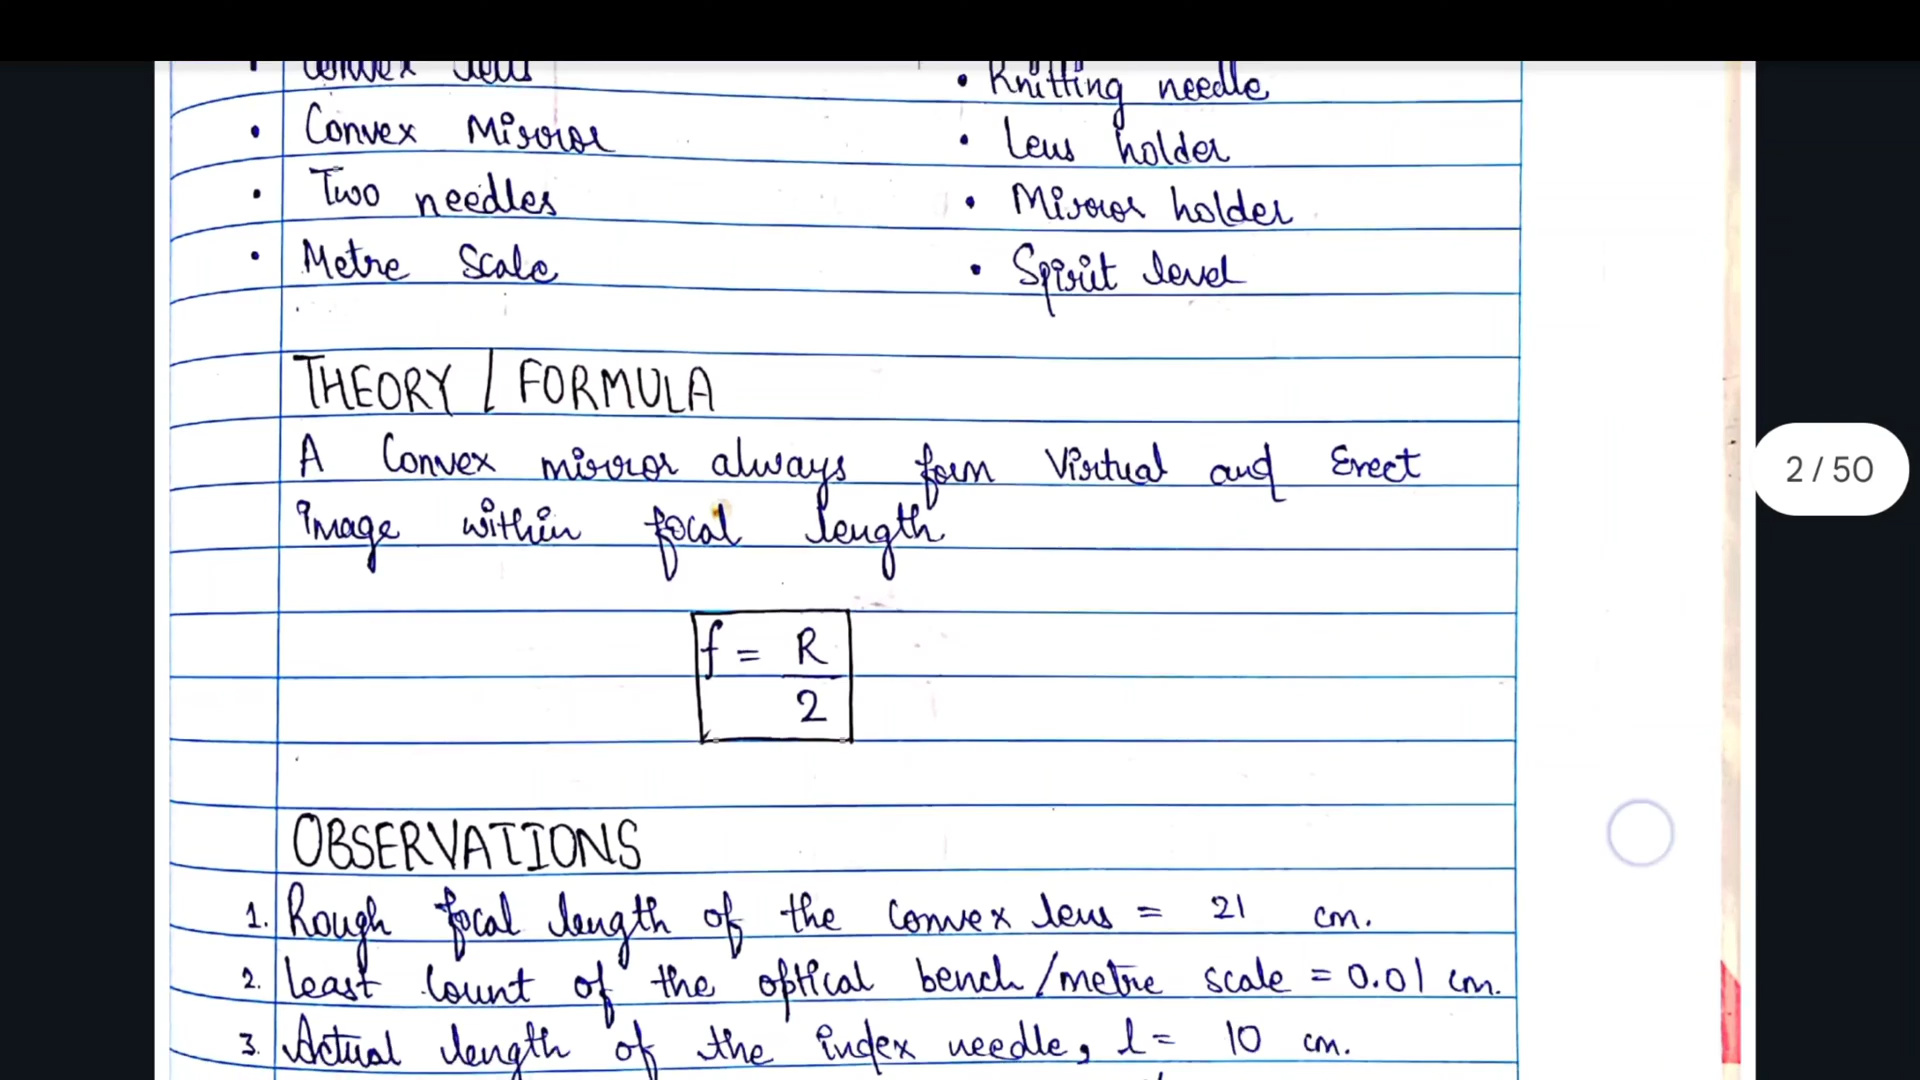 Convex lens
• Knitting needle
• Convex Mirror
• Lens holder
• Two needles
• Mirror holder
• Metre Scale
• Spirit level
THEORY / FORMULA
A Convex mirror always form Virtual and Erect
image within focal length
f = R
2
OBSERVATIONS
1. Rough focal length of the convex lens = 21 cm.
2. Least count of the optical bench/metre scale = 0.01 cm.
3. Actual length of the index needle, l = 10 cm.
2 / 50